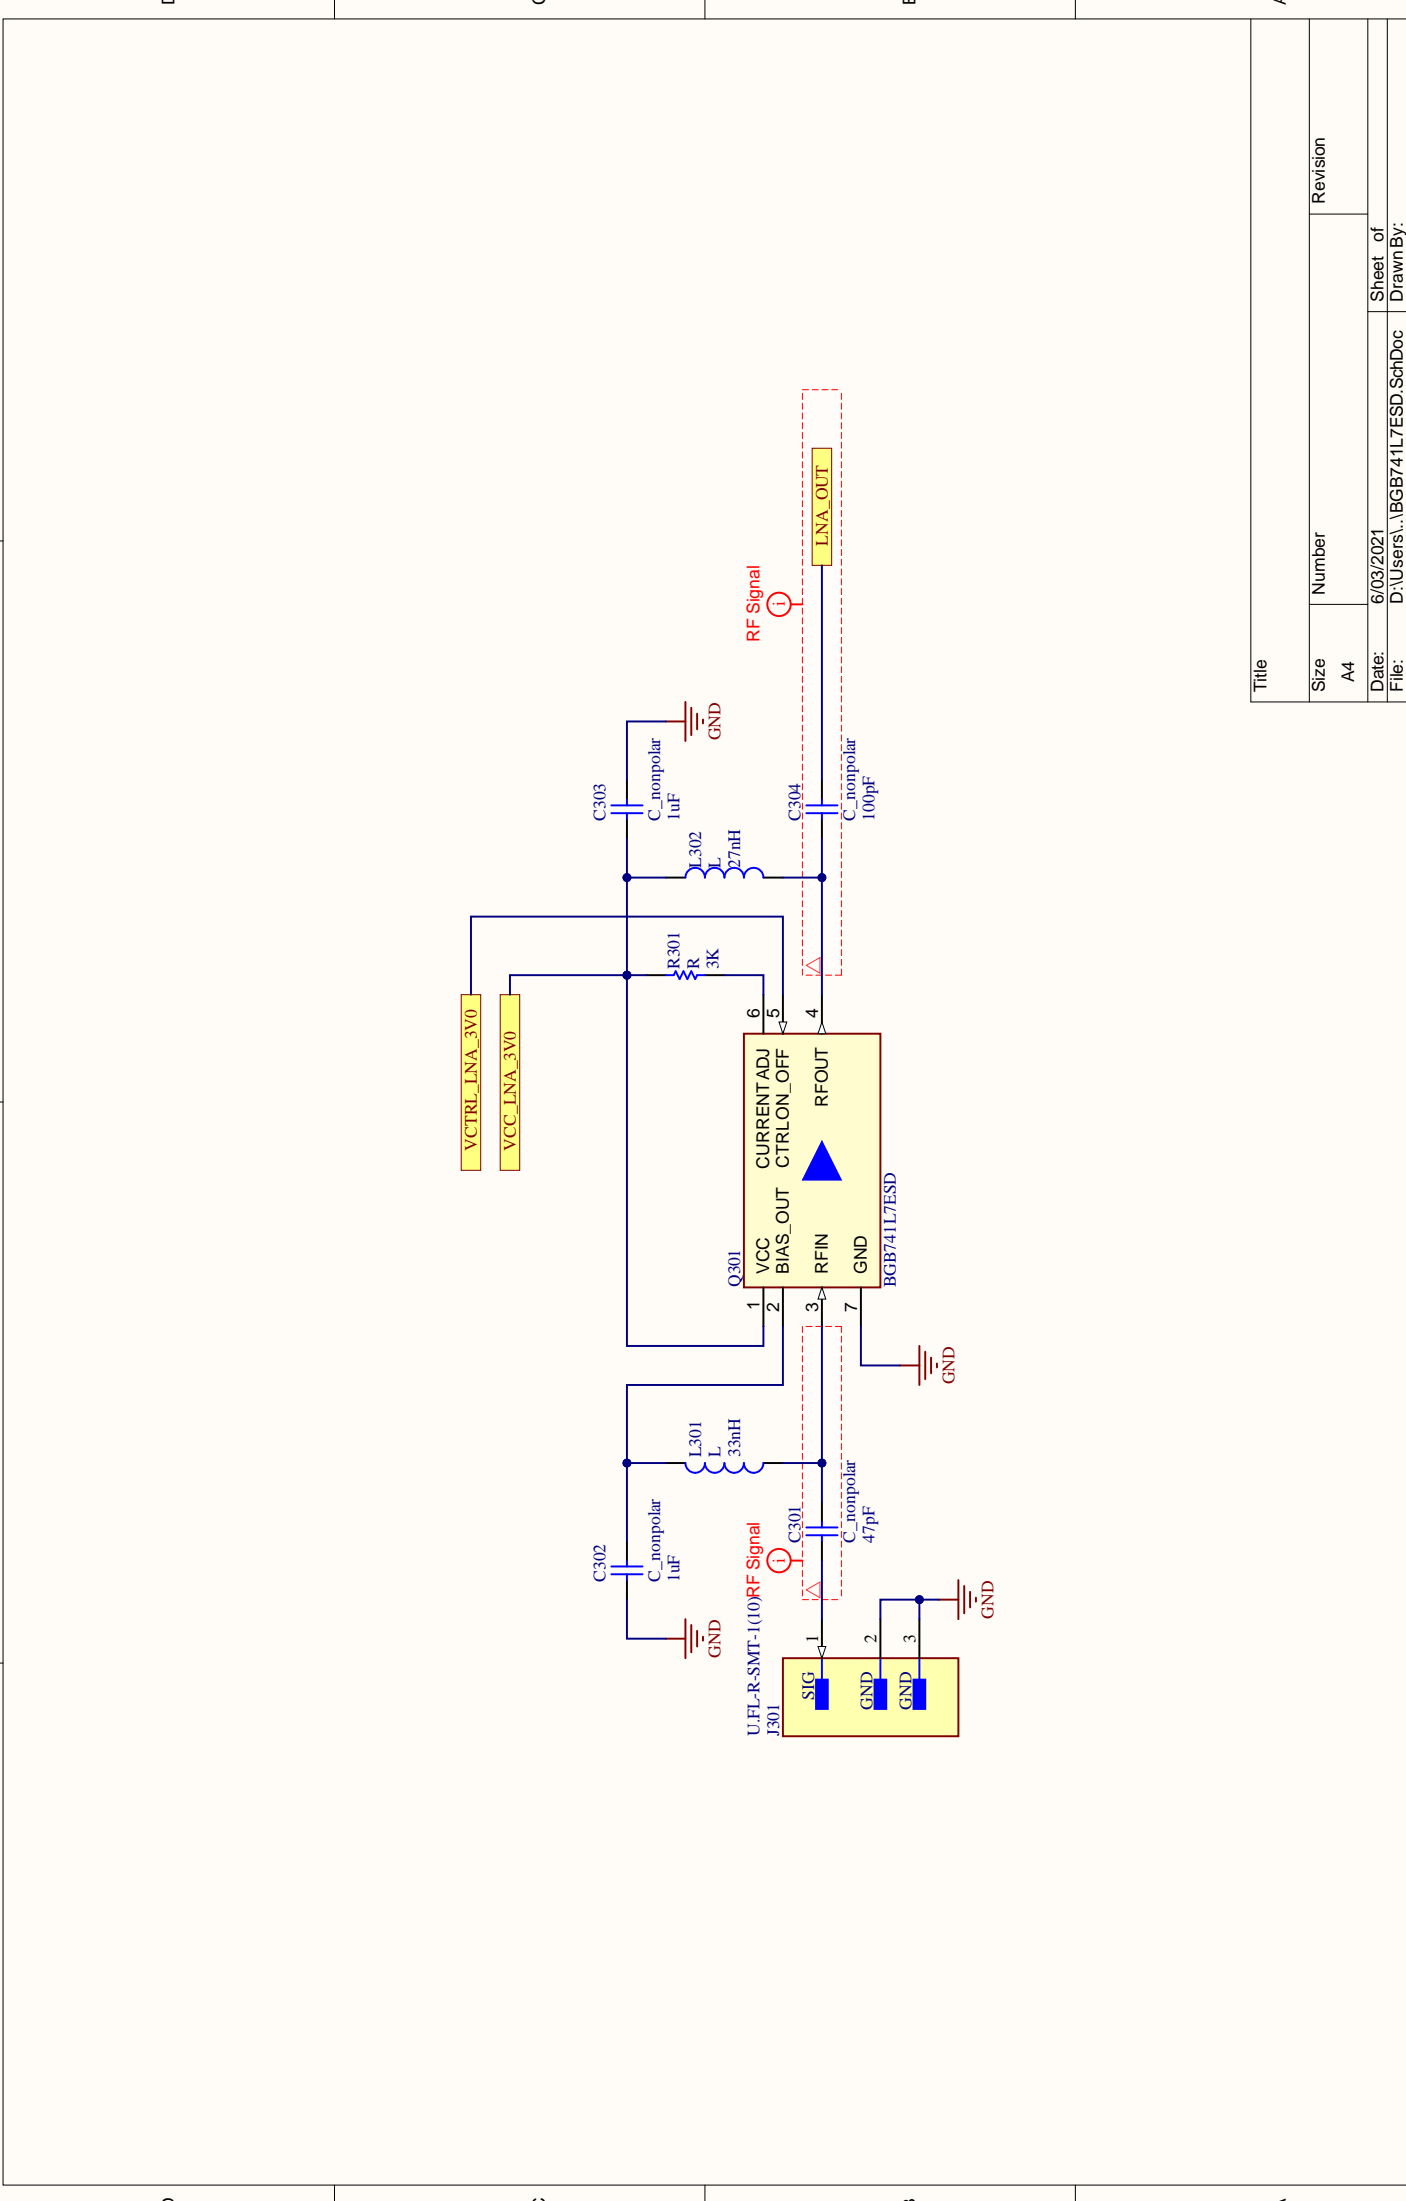 VCTRL_LNA_3V0
VCC_LNA_3V0
C302
C_nonpolar
1uF
GND
L301
L
33nH
R301
R
3K
L302
L
27nH
C303
C_nonpolar
1uF
GND
U.FL-R-SMT-1(10)
J301
SIG
GND
GND
1
2
3
GND
RF Signal
i
C301
C_nonpolar
47pF
Q301
1
2
3
7
VCC
BIAS_OUT
RFIN
GND
CURRENT ADJ
CTRLON_OFF
RFOUT
6
5
4
BGB741L7ESD
GND
C304
C_nonpolar
100pF
RF Signal
i
LNA_OUT
Title
Size
A4
Number
Revision
Date:
6/03/2021
Sheet of
File:
D:\Users\..\BGB741L7ESD.SchDoc
Drawn By: